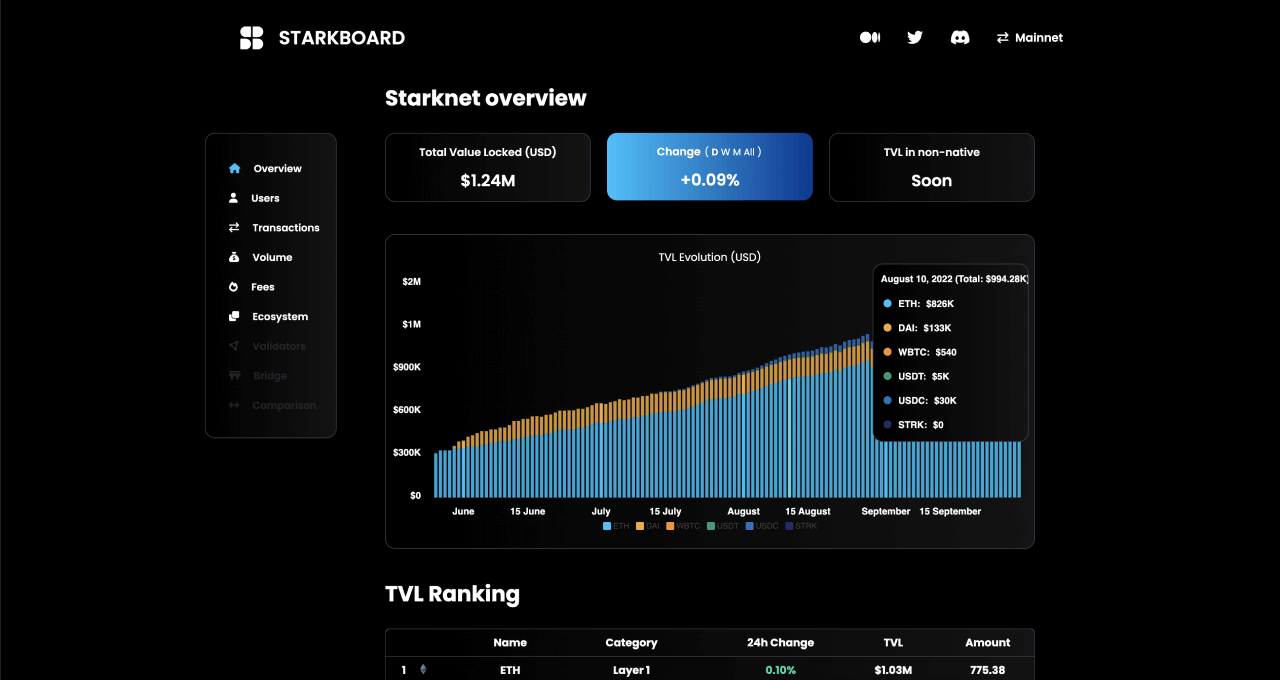 STARKBOARD
Mainnet
Starknet overview
Overview
Users
Transactions
Volume
Fees
Ecosystem
Validators
Bridge
Comparison
Total Value Locked (USD)
$1.24M
Change ( D W M All )
+0.09%
TVL in non-native
Soon
TVL Evolution (USD)
$2M
$1M
$900K
$600K
$300K
$0
August 10, 2022 (Total: $994.28K)
ETH: $826K
DAI: $133K
WBTC: $540
USDT: $5K
USDC: $30K
STRK: $0
June 15 June July 15 July August 15 August September 15 September
ETH DAI WBTC USDT USDC STRK
TVL Ranking
Name Category 24h Change TVL Amount
1 ETH Layer 1 0.10% $1.03M 775.38